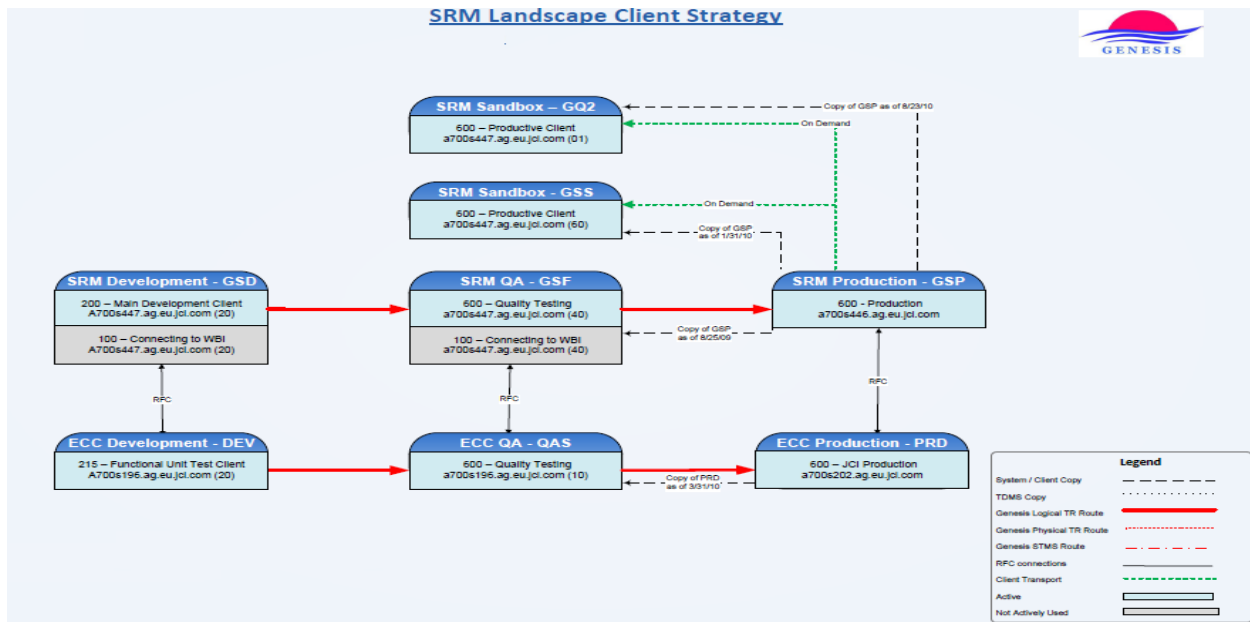 SRM Landscape Client Strategy
GENESIS
SRM Sandbox – GQ2
600 – Productive Client
a700s447.ag.eu.jci.com (01)
Copy of GSP as of 8/23/10
On Demand
SRM Sandbox - GSS
600 – Productive Client
a700s447.ag.eu.jci.com (60)
On Demand
Copy of GSP
as of 1/31/10
SRM Development - GSD
200 – Main Development Client
A700s447.ag.eu.jci.com (20)
100 – Connecting to WBI
A700s447.ag.eu.jci.com (20)
SRM QA - GSF
600 – Quality Testing
a700s447.ag.eu.jci.com (40)
100 – Connecting to WBI
a700s447.ag.eu.jci.com (40)
SRM Production - GSP
600 - Production
a700s446.ag.eu.jci.com
Copy of GSP
as of 8/25/09
RFC
RFC
RFC
ECC Development - DEV
215 – Functional Unit Test Client
A700s196.ag.eu.jci.com (20)
ECC QA - QAS
600 – Quality Testing
a700s196.ag.eu.jci.com (10)
ECC Production - PRD
600 – JCI Production
a700s202.ag.eu.jci.com
Copy of PRD
as of 3/31/10
Legend
System / Client Copy
TDMS Copy
Genesis Logical TR Route
Genesis Physical TR Route
Genesis STMS Route
RFC connections
Client Transport
Active
Not Actively Used